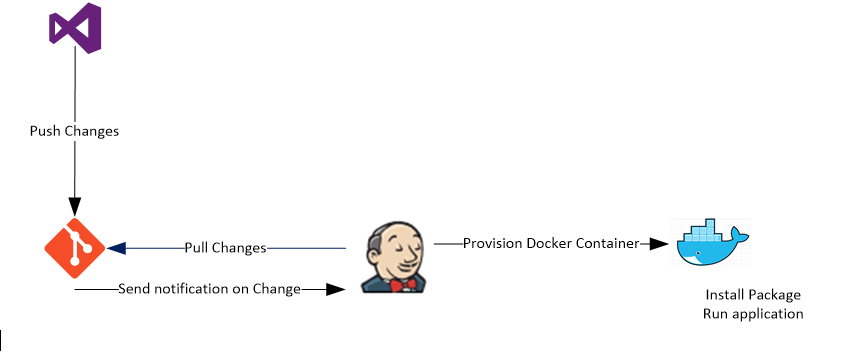 Push Changes
Pull Changes
Provision Docker Container
Send notification on Change
Install Package
Run application